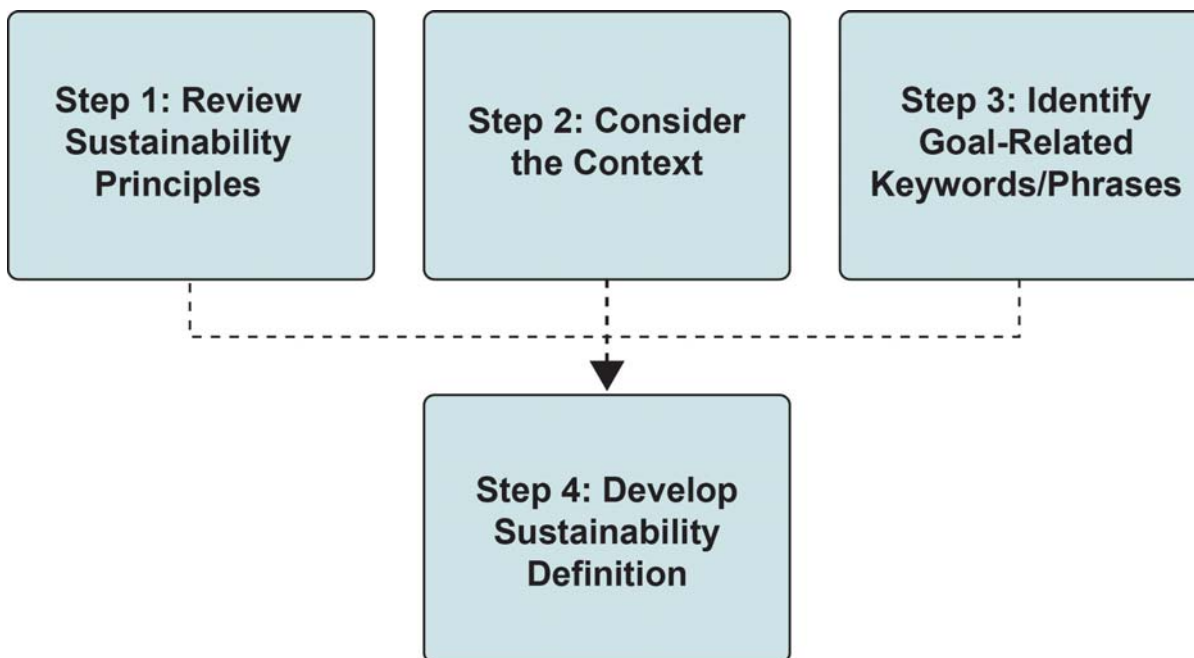 Step 1: Review
Sustainability
Principles
Step 2: Consider
the Context
Step 3: Identify
Goal-Related
Keywords/Phrases
Step 4: Develop
Sustainability
Definition